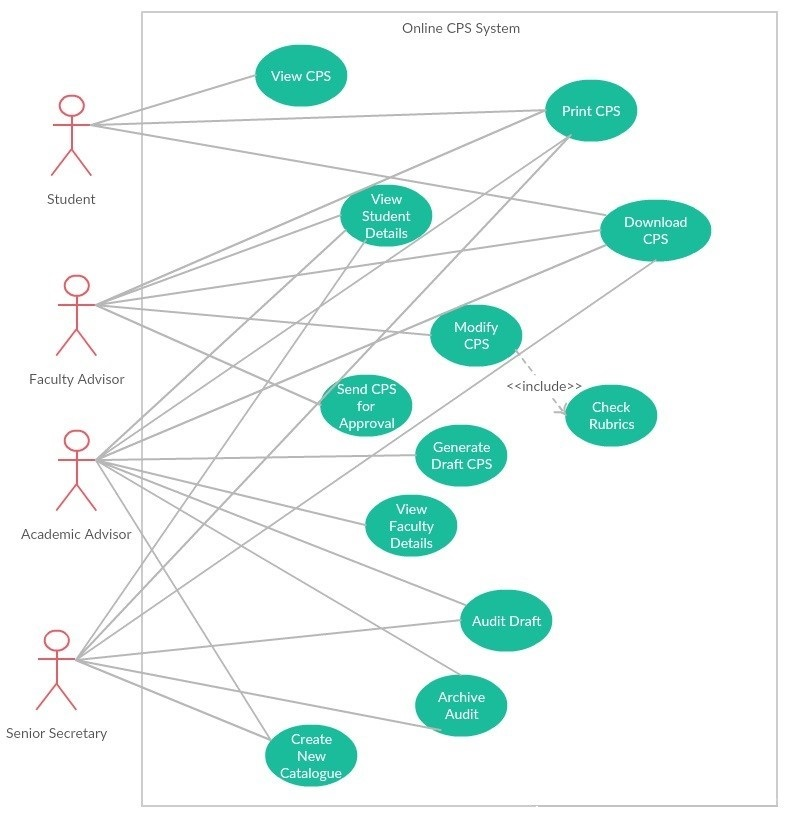 Online CPS System
View CPS
Print CPS
Student
View
Student
Details
Download
CPS
Faculty Advisor
Modify
CPS
<<include>>
Send CPS
for
Approval
Check
Rubrics
Academic Advisor
Generate
Draft CPS
View
Faculty
Details
Audit Draft
Senior Secretary
Archive
Audit
Create
New
Catalogue